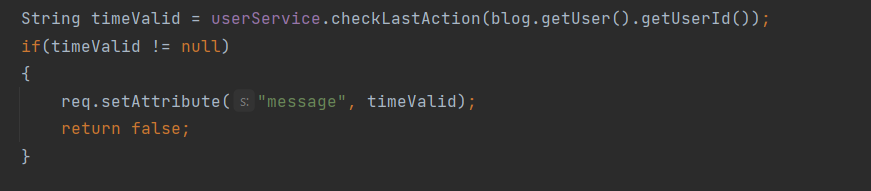 String timeValid = userService.checkLastAction(blog.getUser().getUserId());
if(timeValid != null)
{
req.setAttribute( s: "message", timeValid);
return false;
}